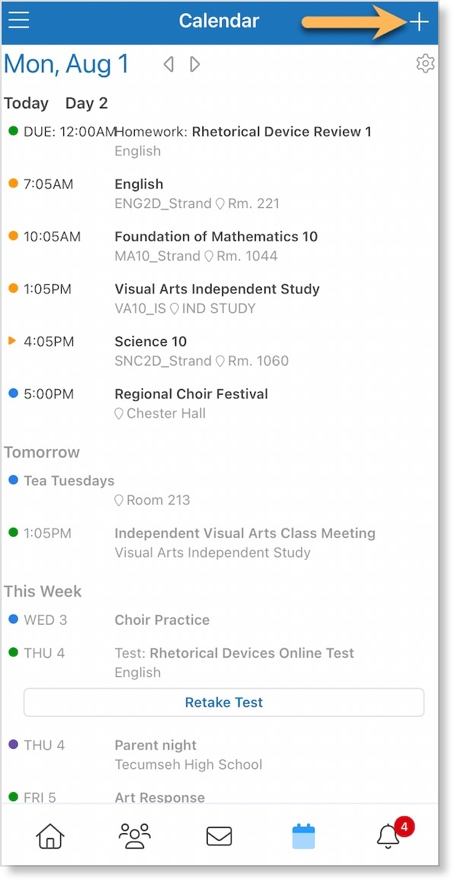 Calendar
Mon, Aug 1
Today Day 2
DUE: 12:00AM Homework: Rhetorical Device Review 1
English
7:05AM English
ENG2D_Strand Rm. 221
10:05AM Foundation of Mathematics 10
MA10_Strand Rm. 1044
1:05PM Visual Arts Independent Study
VA10_IS IND STUDY
4:05PM Science 10
SNC2D_Strand Rm. 1060
5:00PM Regional Choir Festival
Chester Hall
Tomorrow
Tea Tuesdays
Room 213
1:05PM Independent Visual Arts Class Meeting
Visual Arts Independent Study
This Week
WED 3 Choir Practice
THU 4 Test: Rhetorical Devices Online Test
English
Retake Test
THU 4 Parent night
Tecumseh High School
FRI 5 Art Response
4